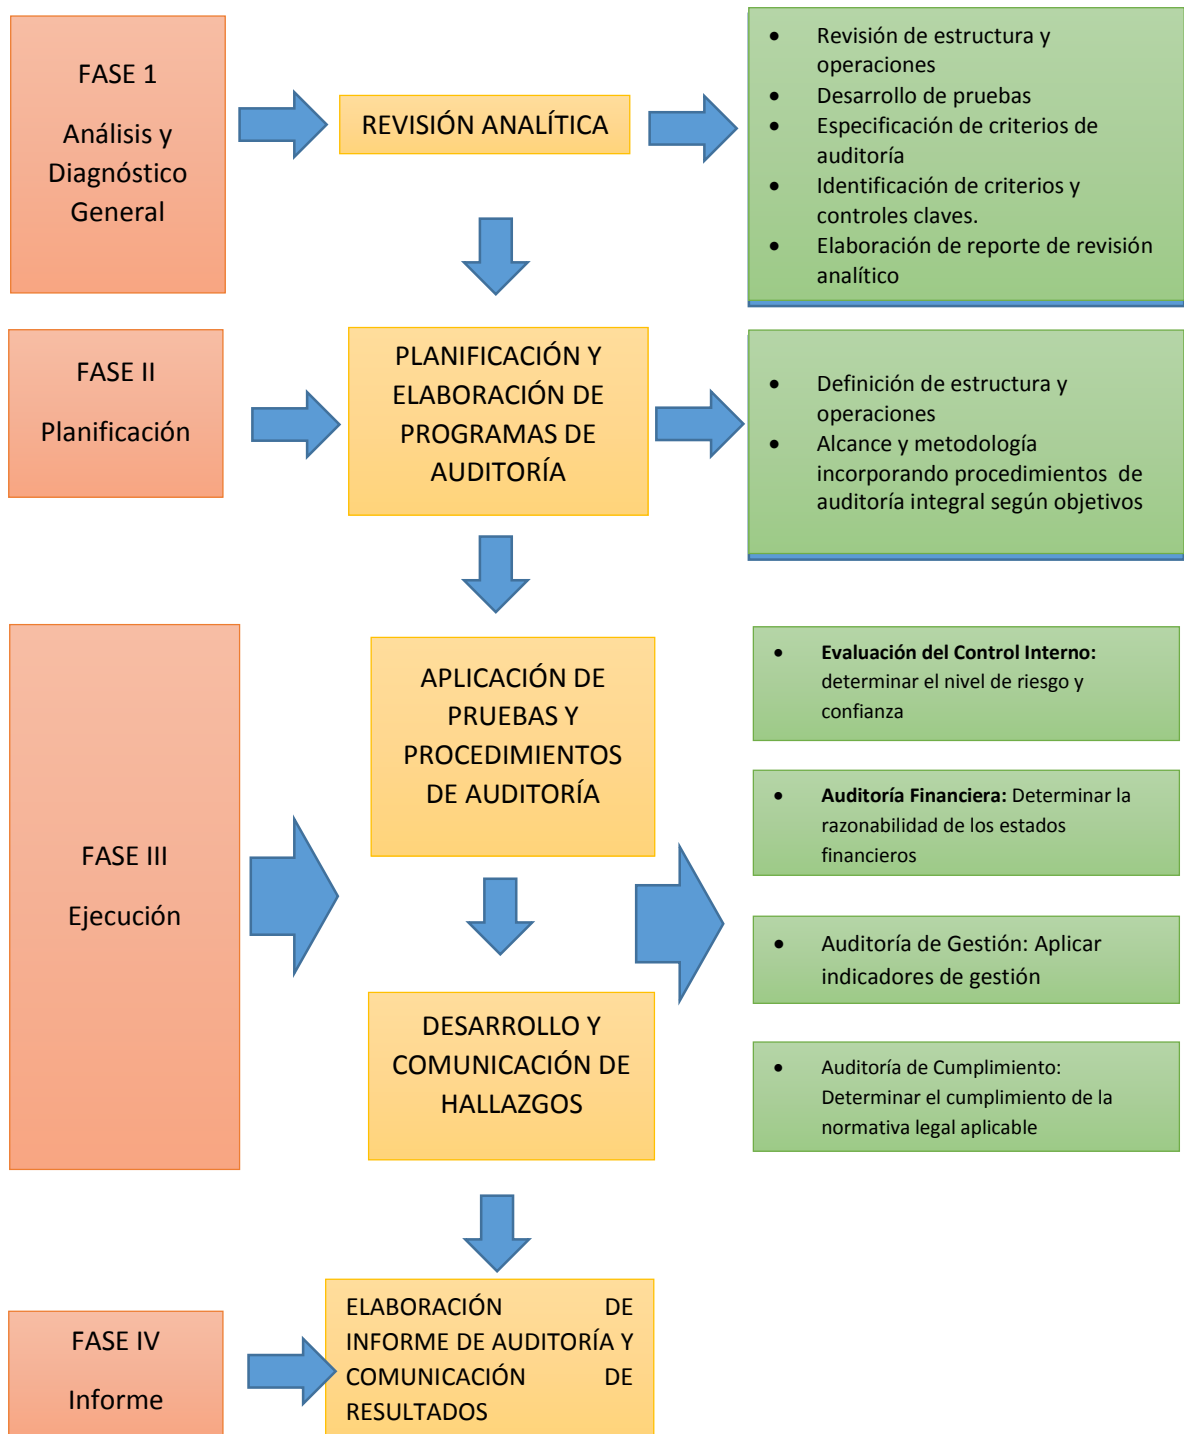 FASE 1
Análisis y
Diagnóstico
General
REVISIÓN ANALÍTICA
• Revisión de estructura y
operaciones
• Desarrollo de pruebas
• Especificación de criterios de
auditoría
• Identificación de criterios y
controles claves.
• Elaboración de reporte de revisión
analítico
FASE II
Planificación
PLANIFICACIÓN Y
ELABORACIÓN DE
PROGRAMAS DE
AUDITORÍA
• Definición de estructura y
operaciones
• Alcance y metodología
incorporando procedimientos de
auditoría integral según objetivos
FASE III
Ejecución
APLICACIÓN DE
PRUEBAS Y
PROCEDIMIENTOS
DE AUDITORÍA
DESARROLLO Y
COMUNICACIÓN DE
HALLAZGOS
• Evaluación del Control Interno:
determinar el nivel de riesgo y
confianza
• Auditoría Financiera: Determinar la
razonabilidad de los estados
financieros
• Auditoría de Gestión: Aplicar
indicadores de gestión
• Auditoría de Cumplimiento:
Determinar el cumplimiento de la
normativa legal aplicable
FASE IV
Informe
ELABORACIÓN DE
INFORME DE AUDITORÍA Y
COMUNICACIÓN DE
RESULTADOS